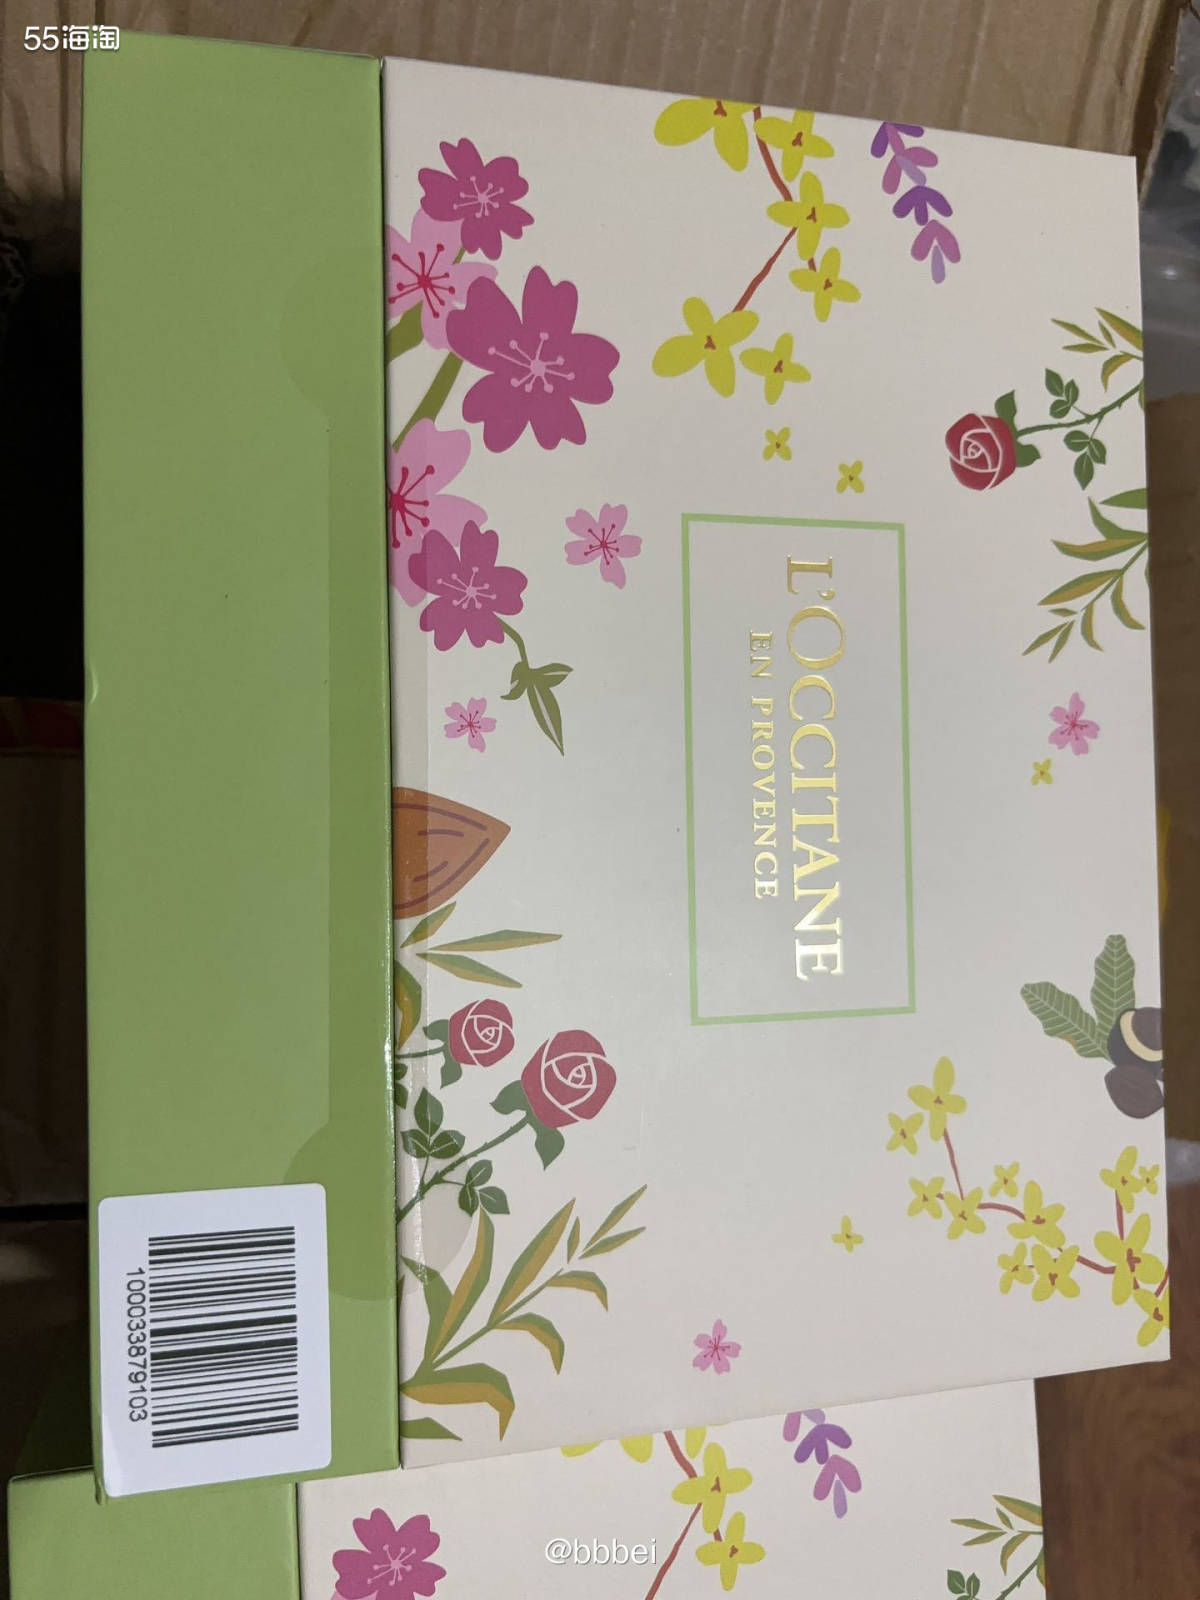 55海淘
L'OCCITANE
EN PROVENCE
100033879103
@bbbei